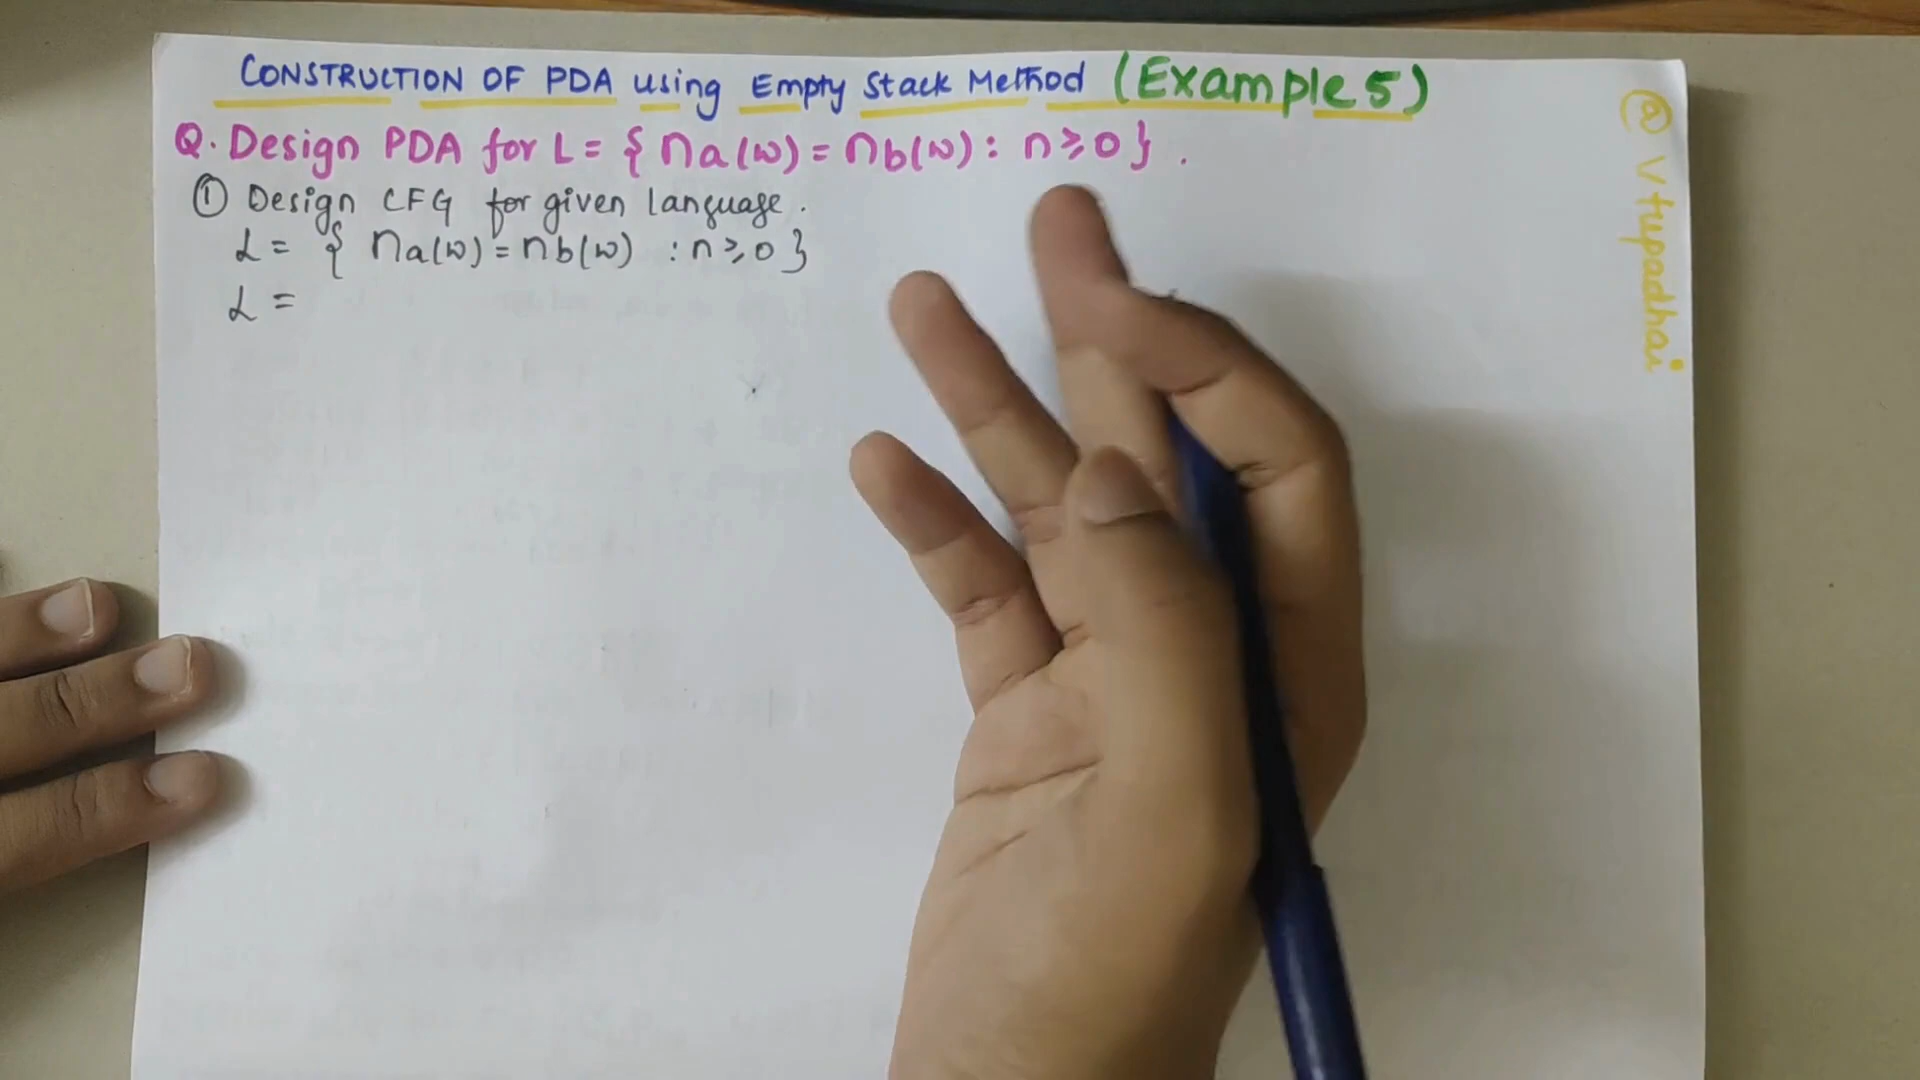 CONSTRUCTION OF PDA using Empty Stack Method (Example 5)
Q. Design PDA for L = { na(w) = nb(w) : n ≥ 0 } .
① Design CFG for given language .
L = { na(w) = nb(w) : n ≥ 0 }
L =
@ Vtupadhai